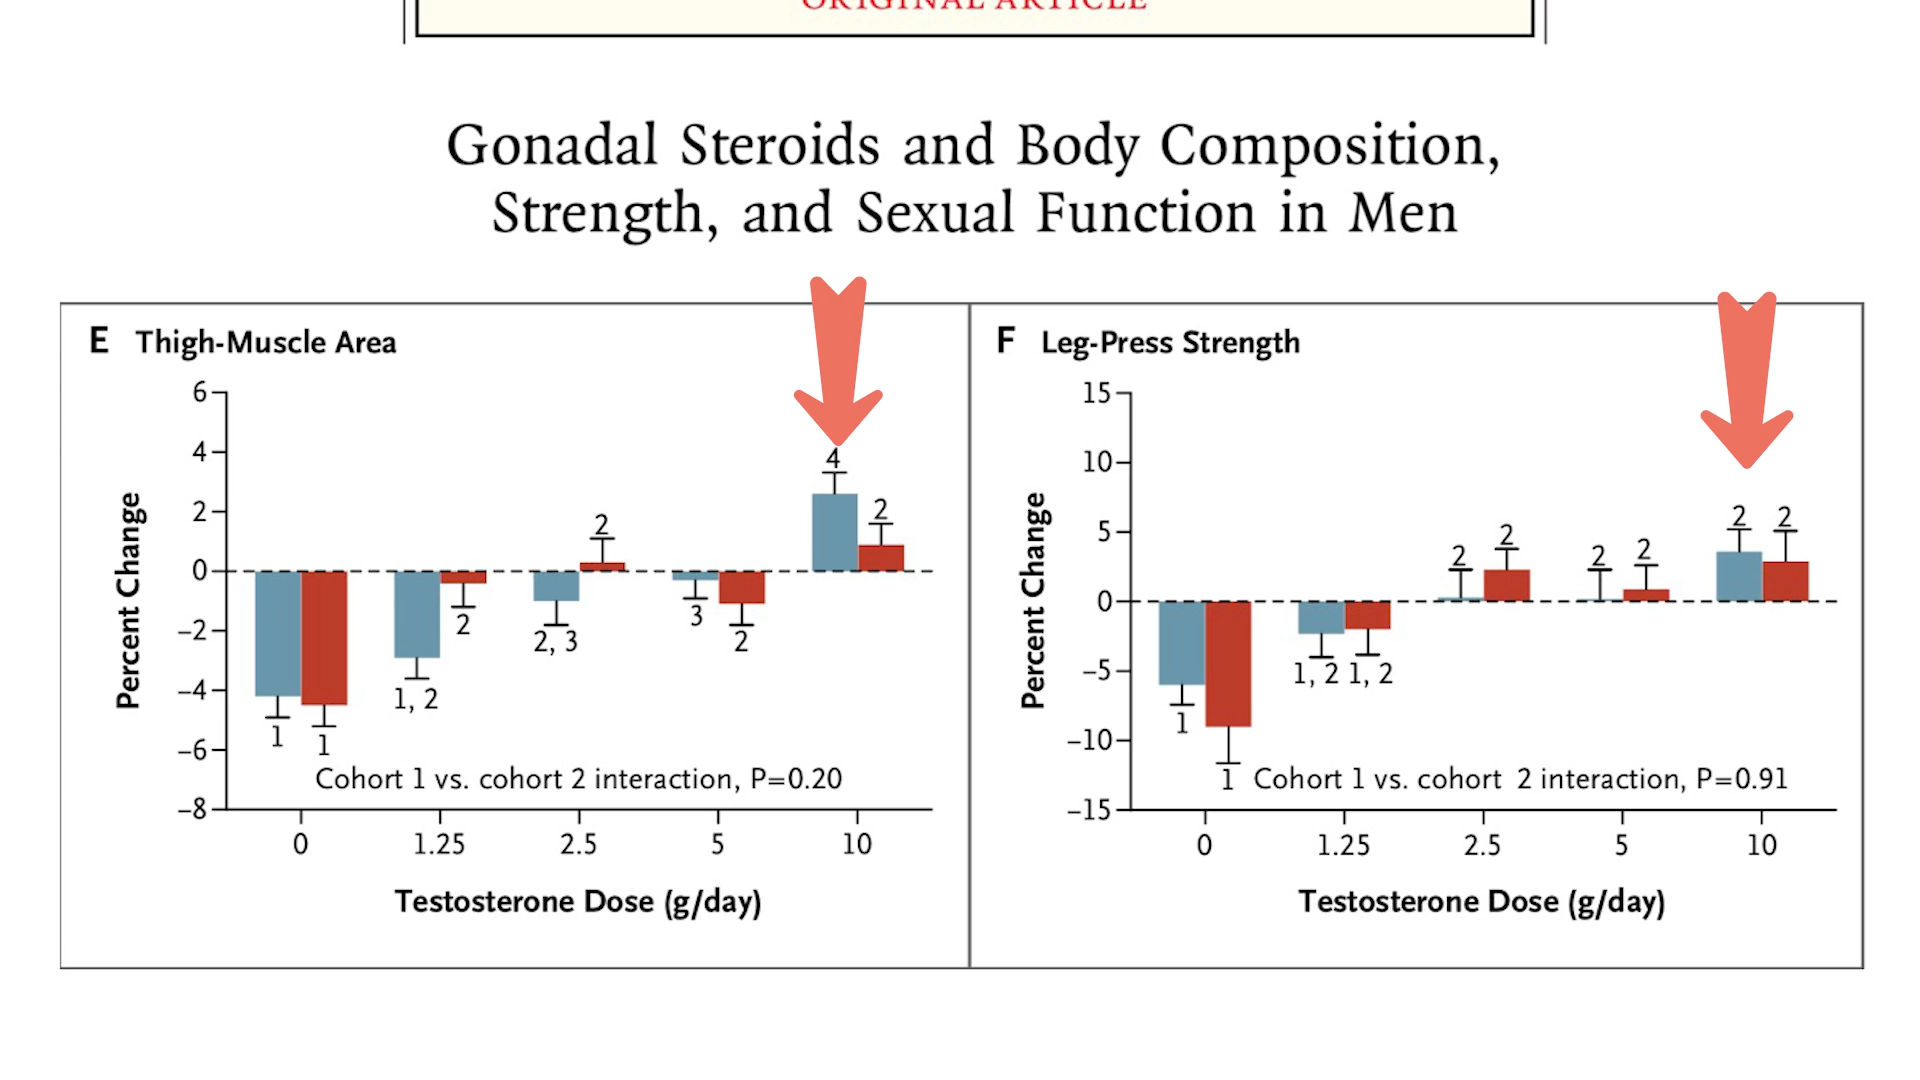 ORIGINAL ARTICLE
Gonadal Steroids and Body Composition,
Strength, and Sexual Function in Men
E Thigh-Muscle Area
Percent Change
6
4
2
0
−2
−4
−6
−8
1
1
1, 2
2
2, 3
2
3
2
4
2
Cohort 1 vs. cohort 2 interaction, P=0.20
0 1.25 2.5 5 10
Testosterone Dose (g/day)
F Leg-Press Strength
Percent Change
15
10
5
0
−5
−10
−15
1
1
1, 2
1, 2
2
2
2
2
2
2
Cohort 1 vs. cohort 2 interaction, P=0.91
0 1.25 2.5 5 10
Testosterone Dose (g/day)